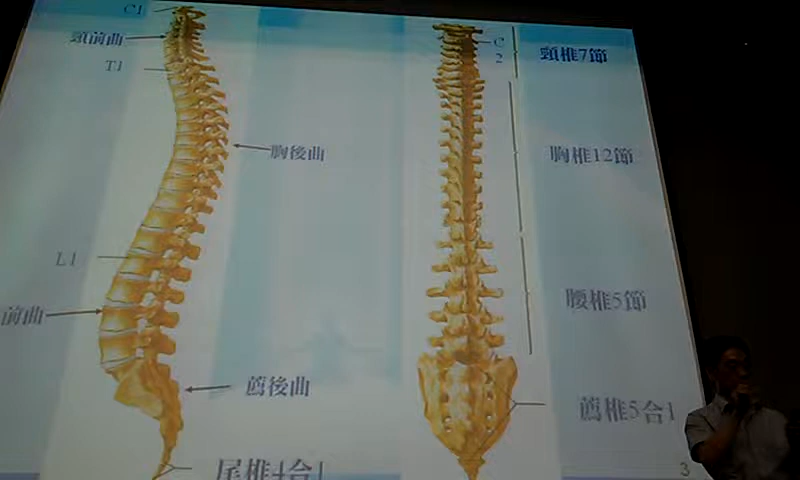 C1
頸前曲
T1
胸後曲
L1
前曲
薦後曲
尾椎4合1
C
2
頸椎7節
胸椎12節
腰椎5節
薦椎5合1
3